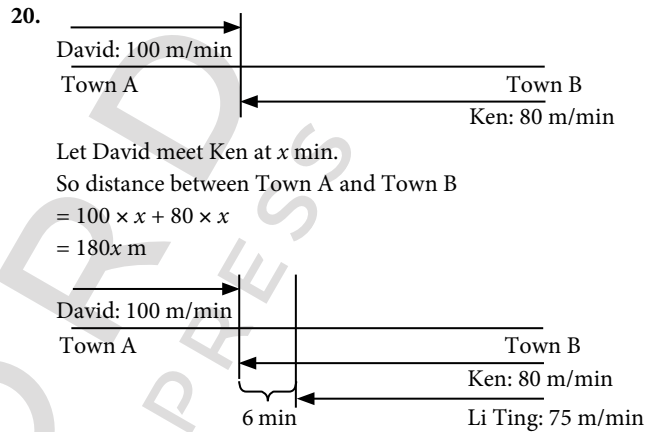 20.
David: 100 m/min
Town A Town B
Ken: 80 m/min
Let David meet Ken at x min.
So distance between Town A and Town B
= 100 × x + 80 × x
= 180x m
David: 100 m/min
Town A Town B
Ken: 80 m/min
6 min Li Ting: 75 m/min
RD
PRESS